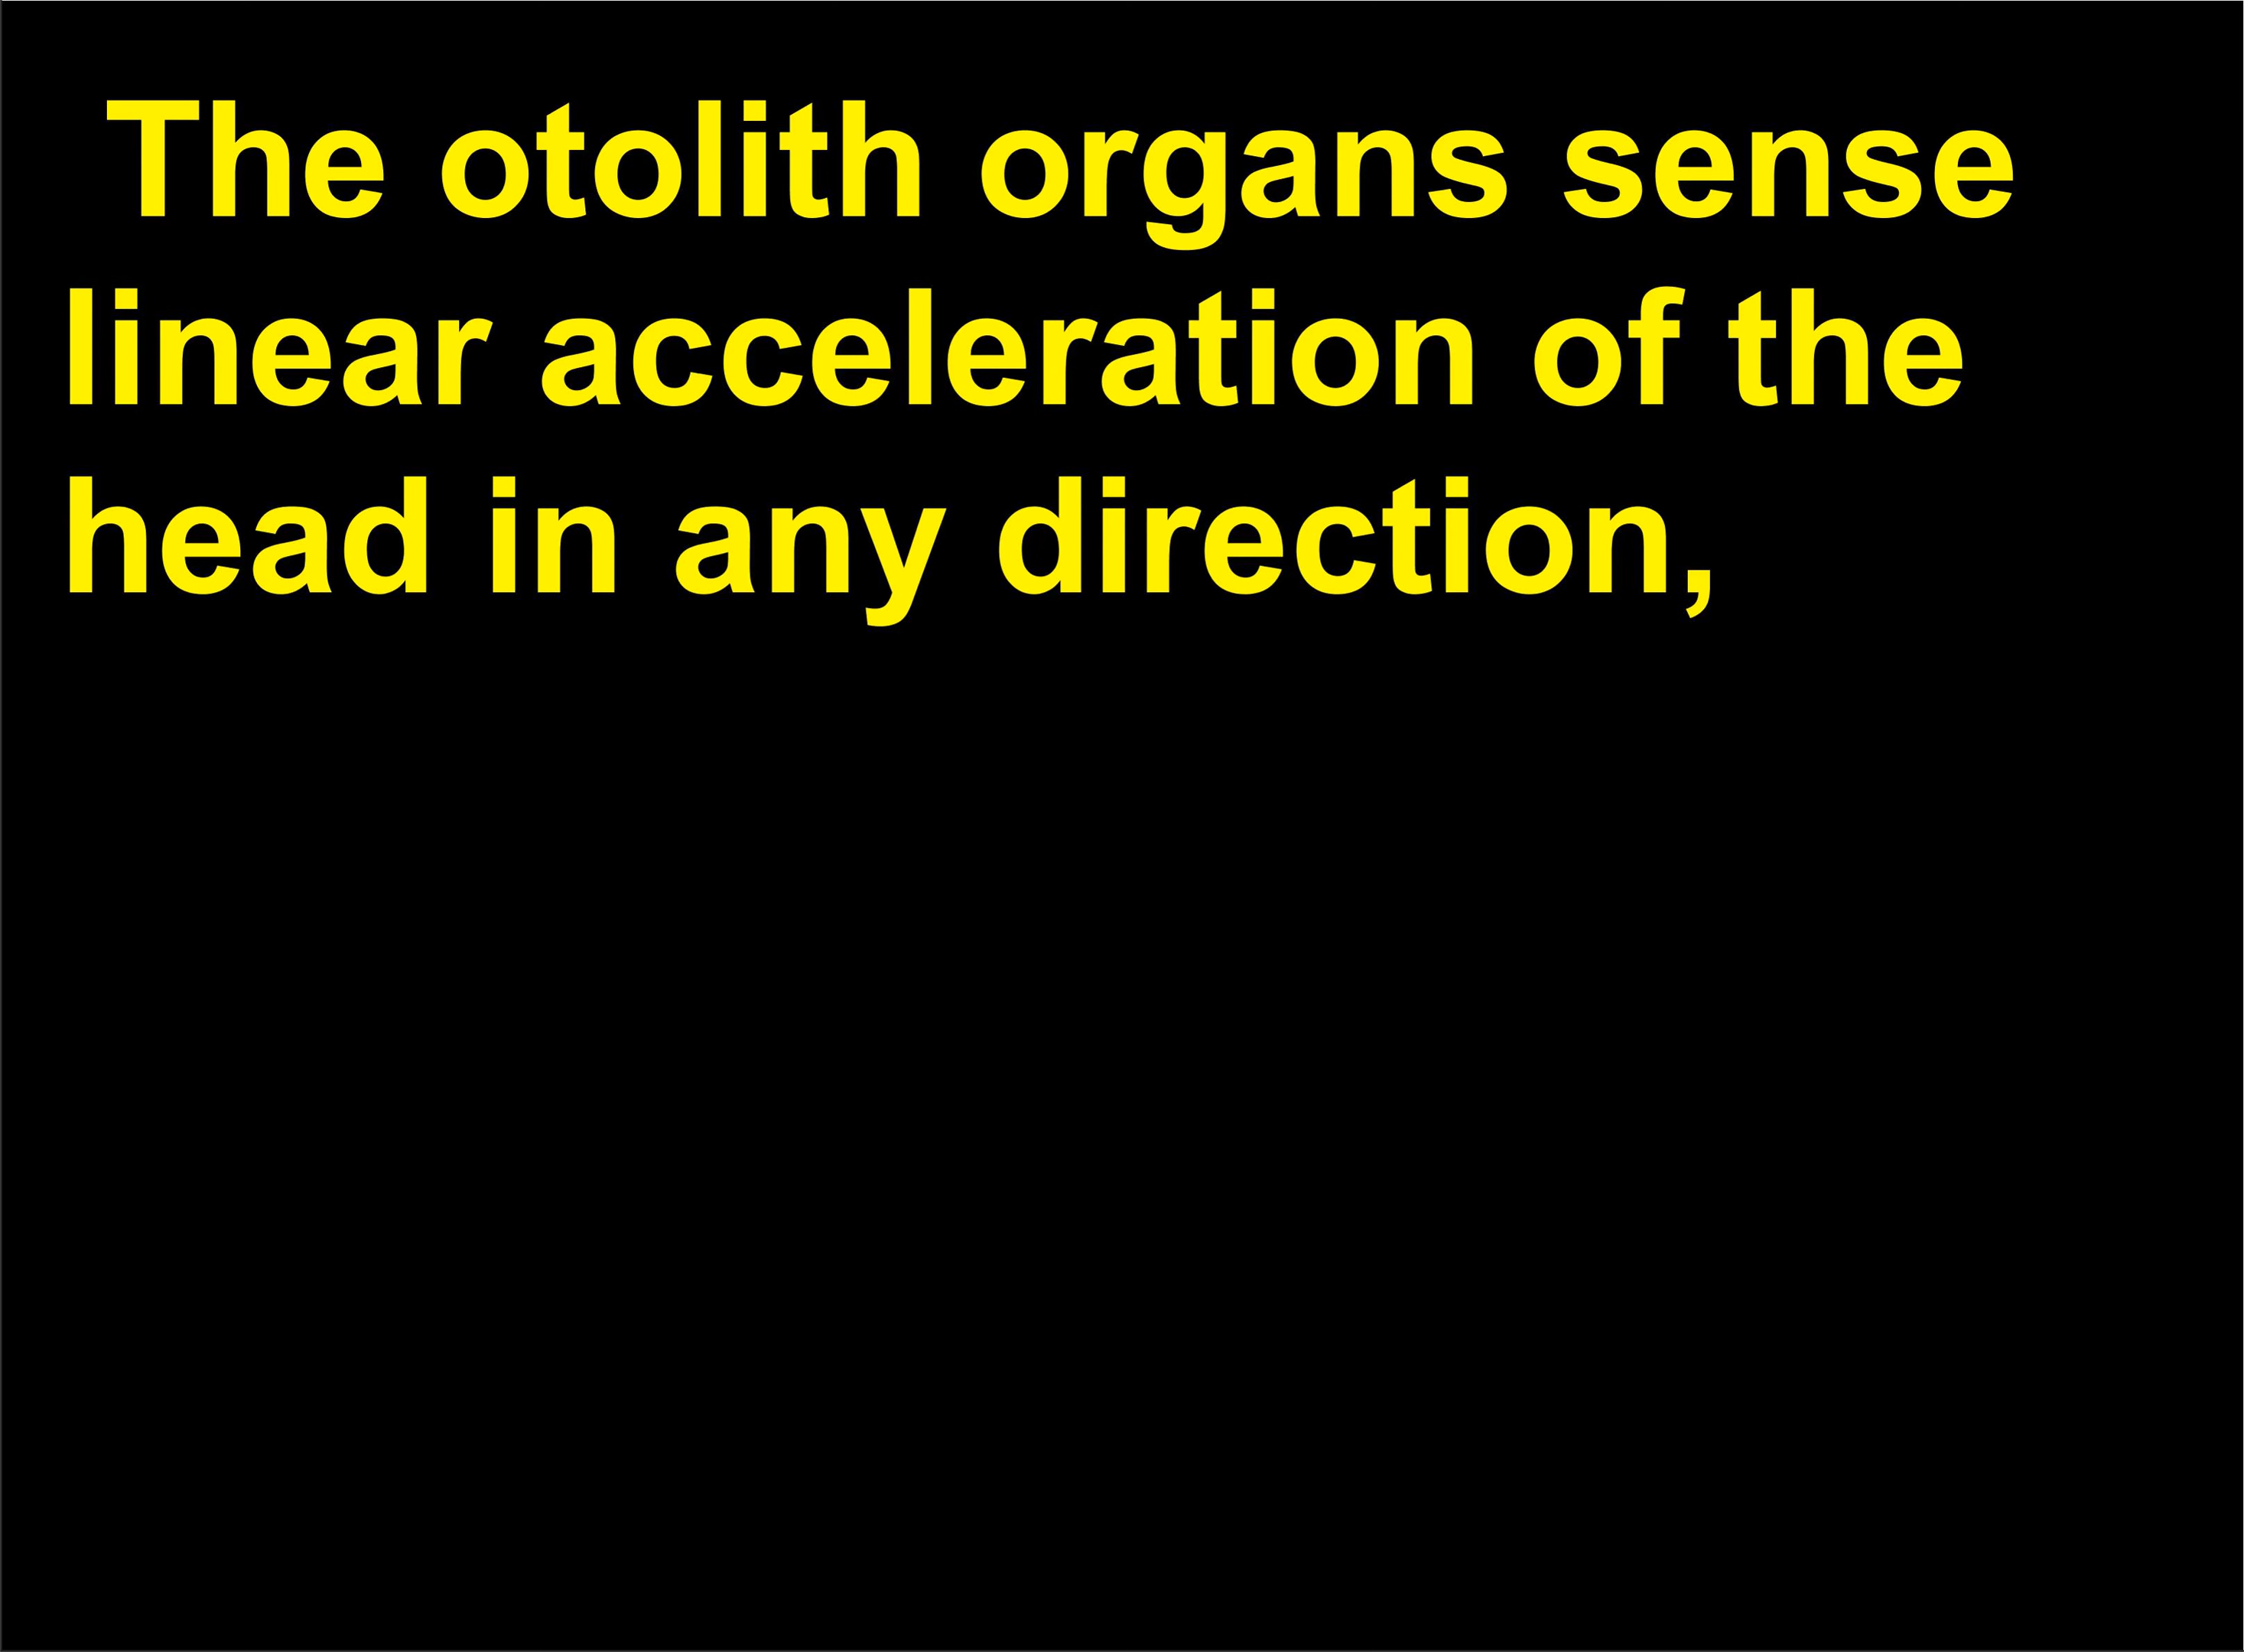 The otolith organs sense
linear acceleration of the
head in any direction,